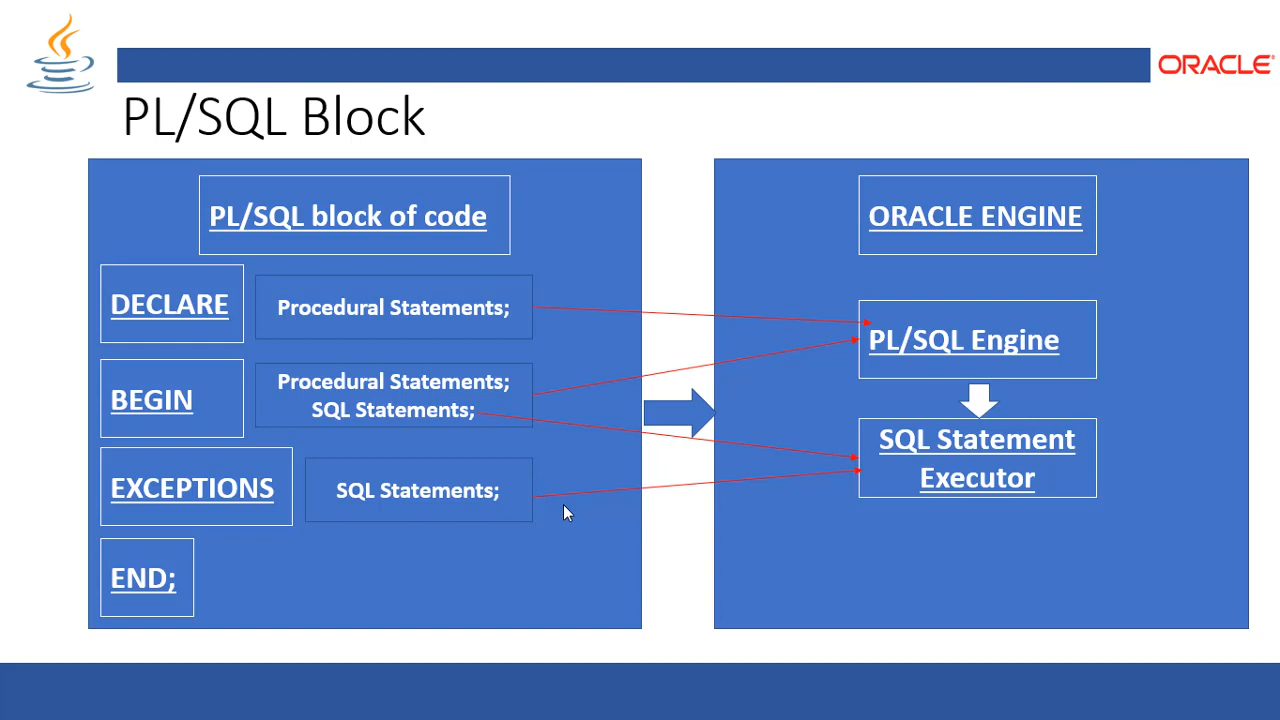 ORACLE
PL/SQL Block
PL/SQL block of code
DECLARE
Procedural Statements;
BEGIN
Procedural Statements;
SQL Statements;
EXCEPTIONS
SQL Statements;
END;
ORACLE ENGINE
PL/SQL Engine
SQL Statement
Executor